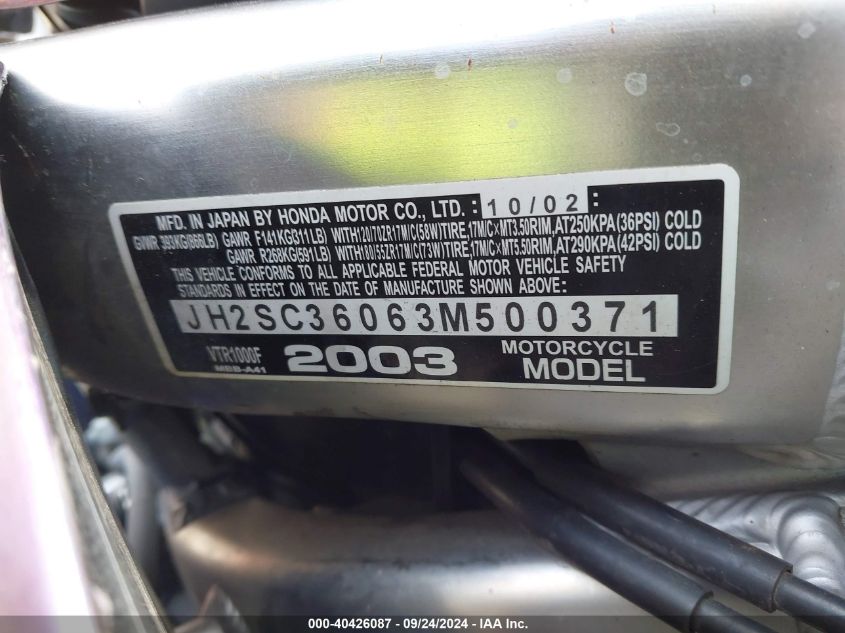 MFD. IN JAPAN BY HONDA MOTOR CO., LTD. : 10/02 :
GVWR 393KG(866LB) GAWR F141KG(311LB) WITH120/70ZR17M/C(58W)TIRE,17M/C×MT3.50RIM,AT250KPA(36PSI) COLD
GAWR R268KG(591LB) WITH180/55ZR17M/C(73W)TIRE,17M/C×MT5.50RIM,AT290KPA(42PSI) COLD
THIS VEHICLE CONFORMS TO ALL APPLICABLE FEDERAL MOTOR VEHICLE SAFETY
STANDARDS IN EFFECT ON THE DATE OF MANUFACTURE SHOWN ABOVE:
JH2SC36063M500371
VTR1000F 2003 MOTORCYCLE
MBB-A41 MODEL
000-40426087 - 09/24/2024 - IAA Inc.